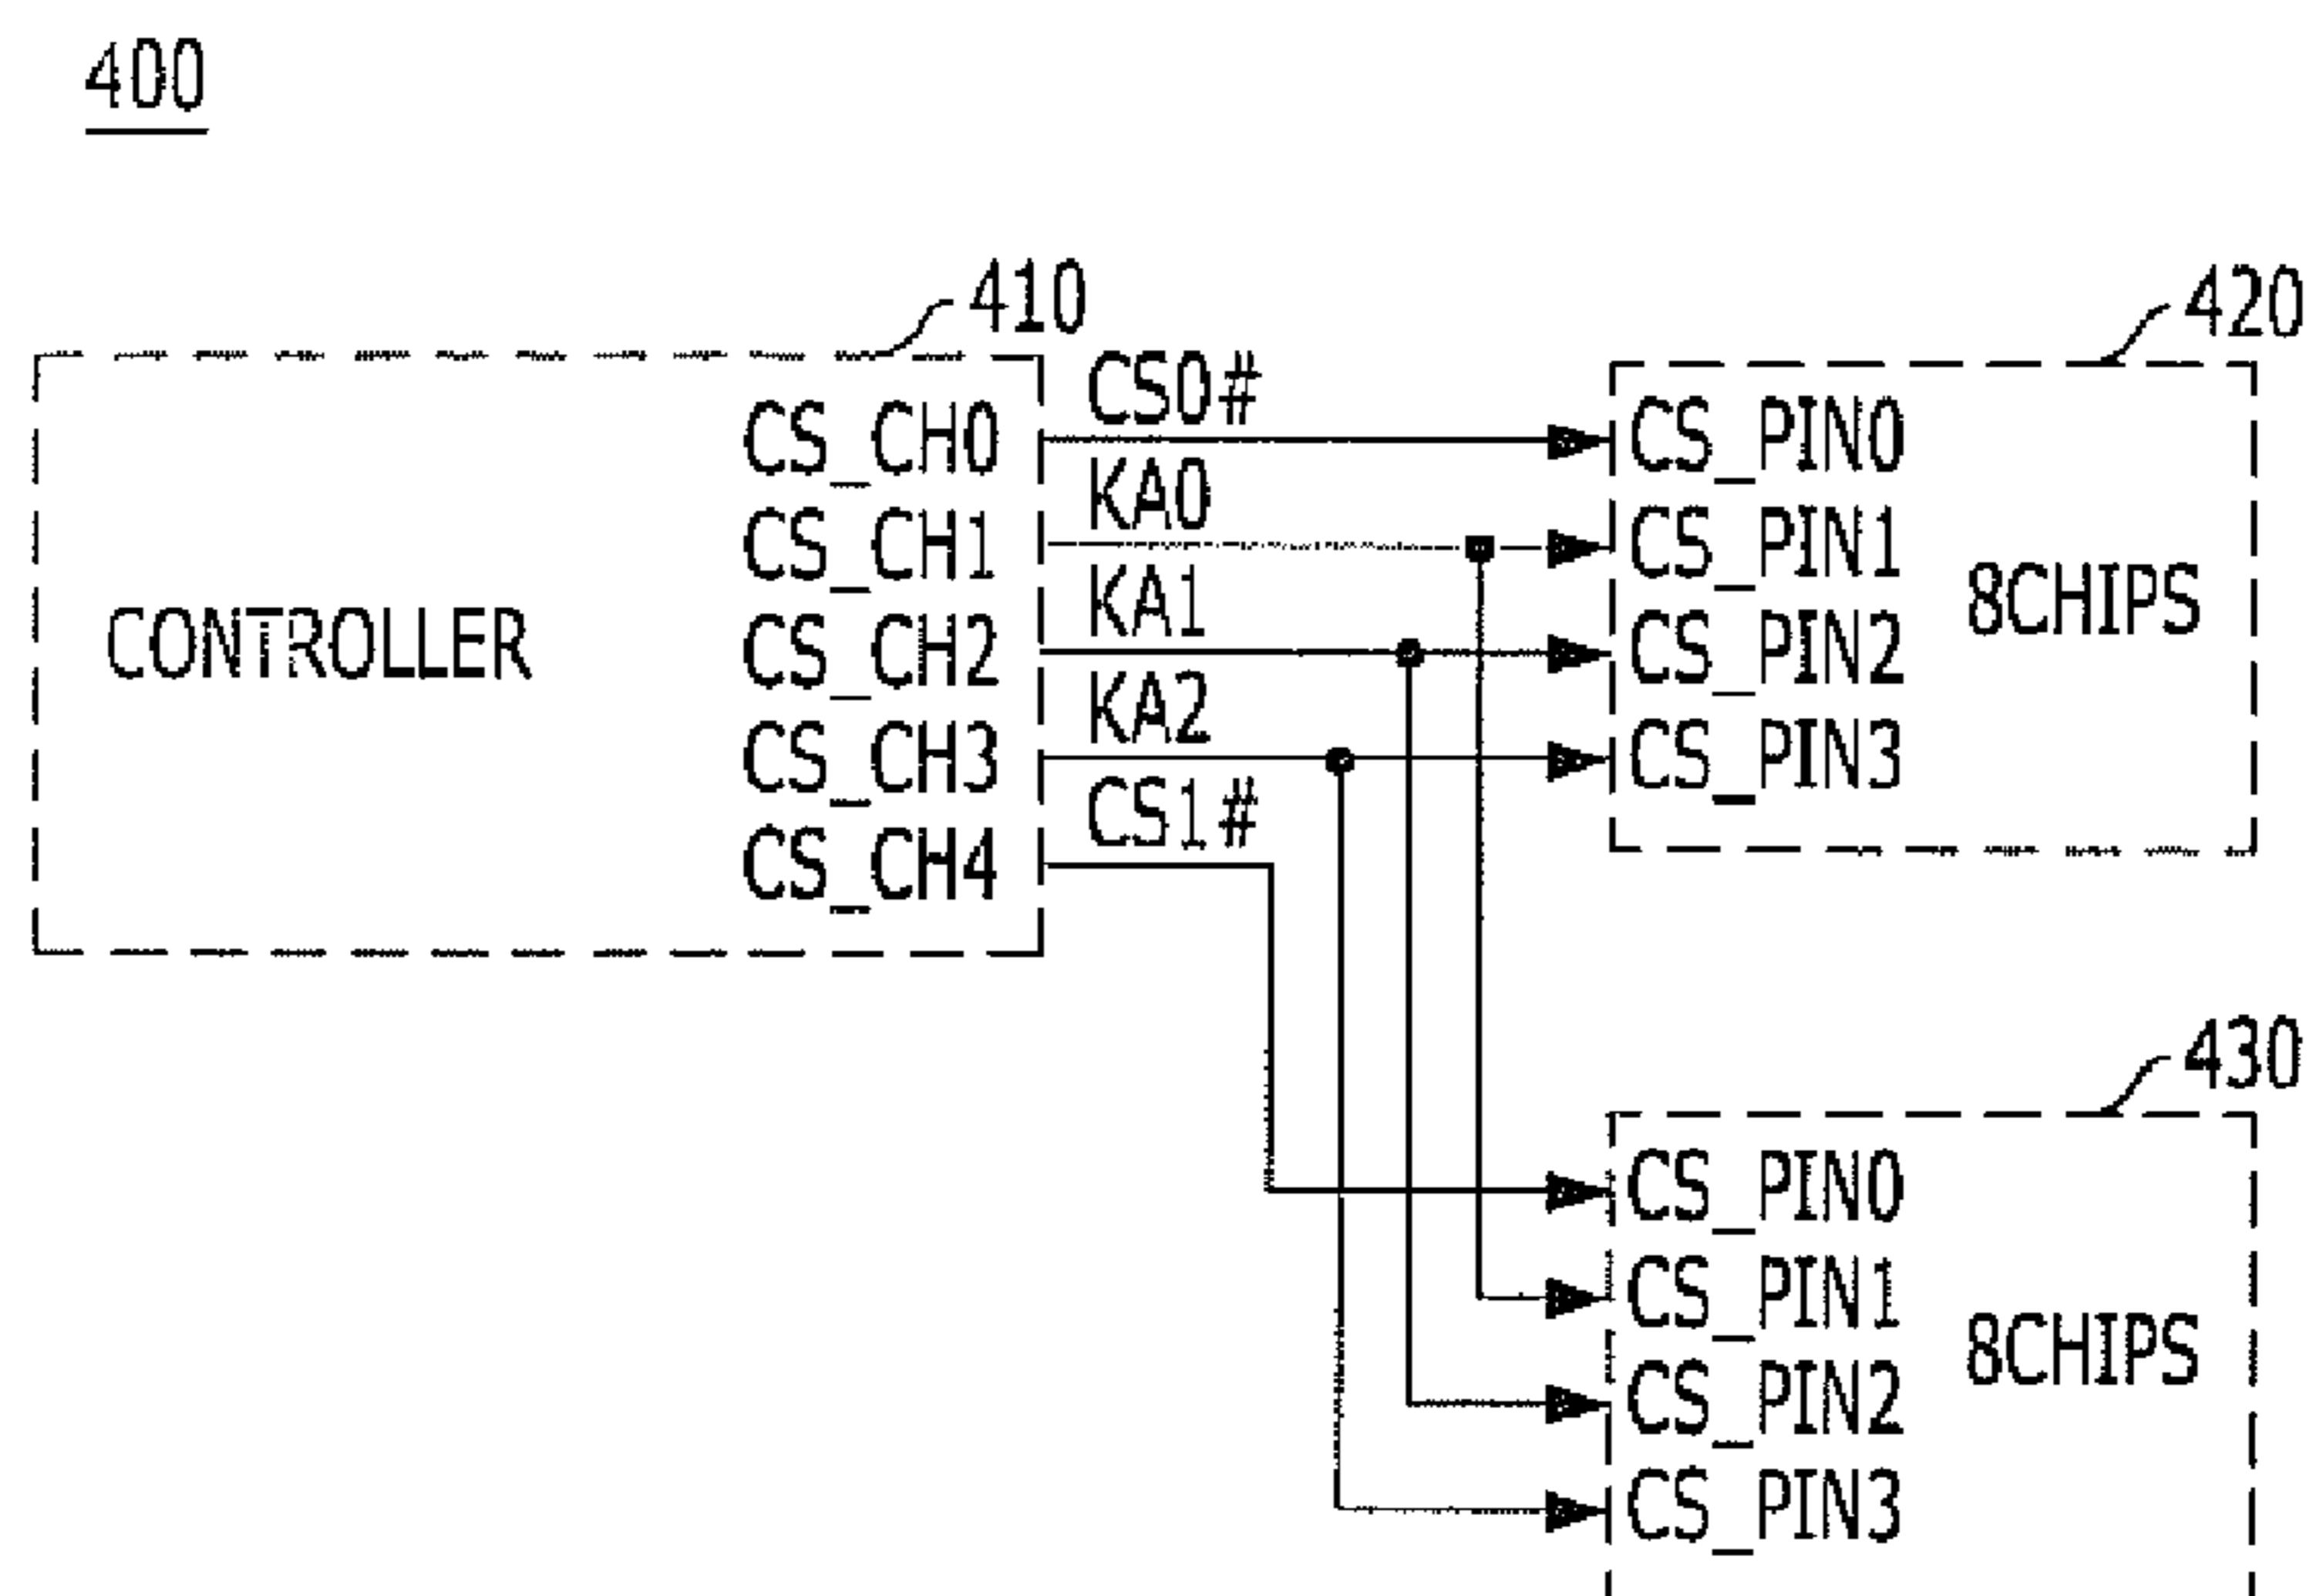 400
410
420
CS0#
CS_CH0
CS_PIN0
KA0
CS_CH1
CS_PIN1
KA1
8CHIPS
CONTROLLER
CS_CH2
CS_PIN2
KA2
CS_CH3
CS_PIN3
CS1#
CS_CH4
430
CS_PIN0
CS_PIN1
8CHIPS
CS_PIN2
CS_PIN3